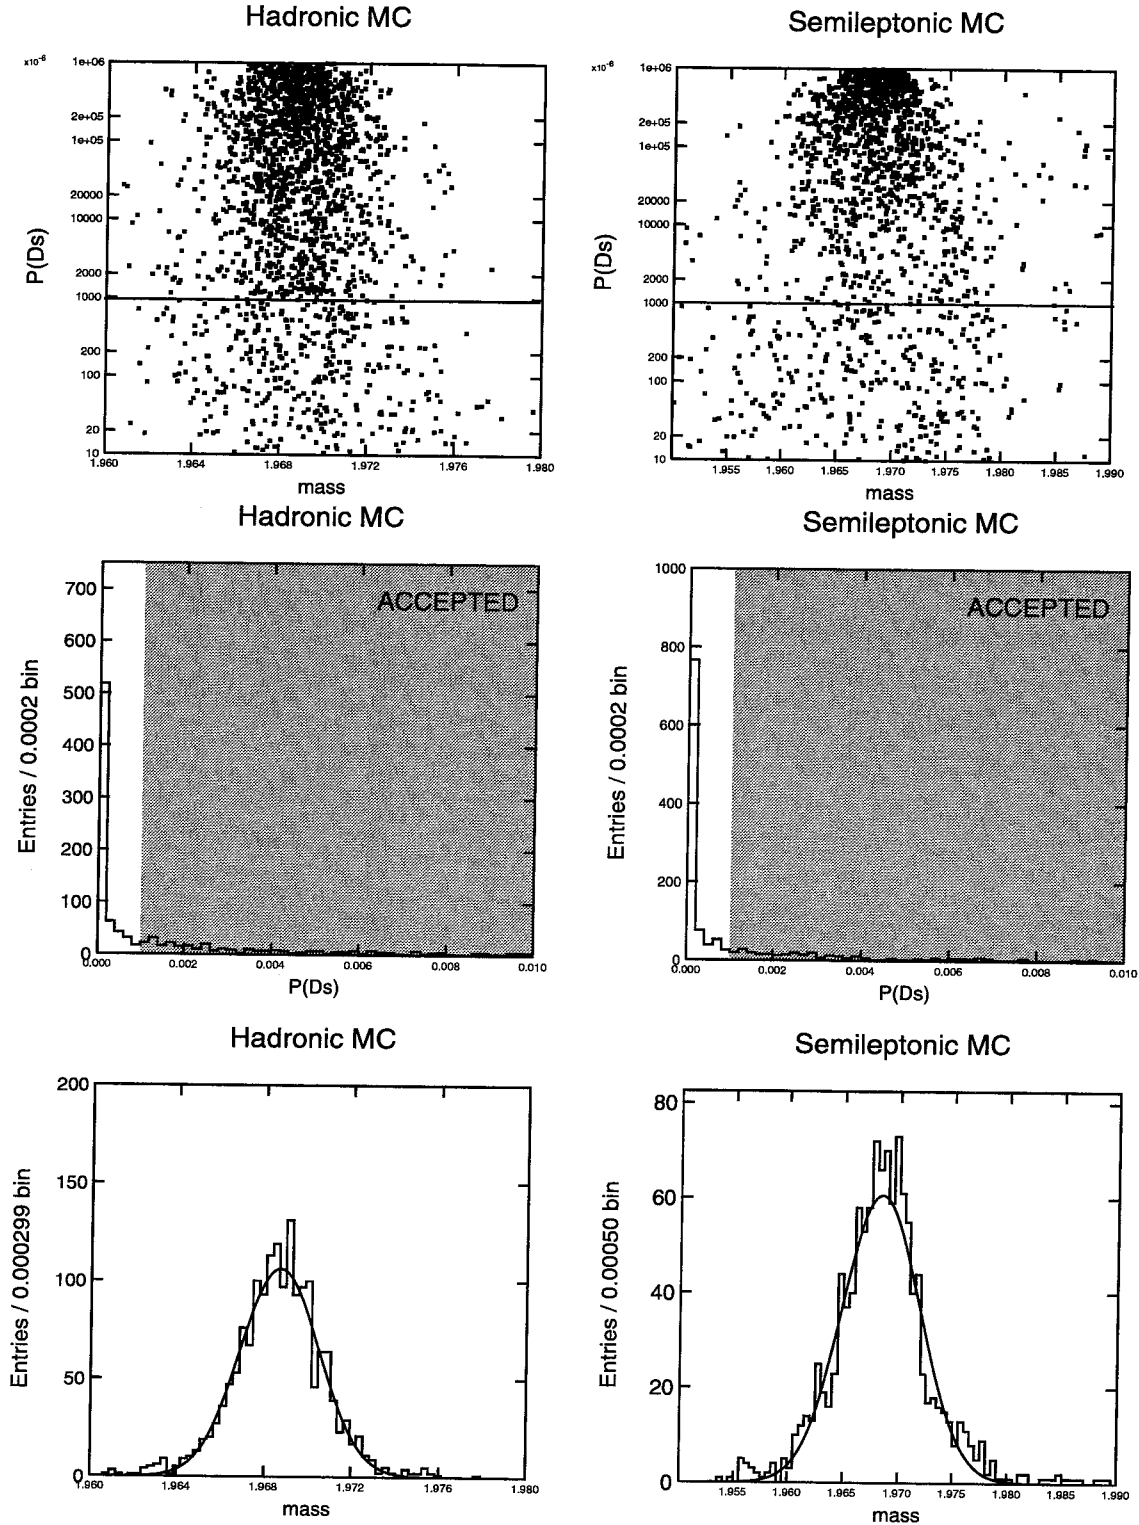 Hadronic MC
x10⁻⁶
1e+06
2e+05
1e+05
20000
10000
2000
1000
200
100
20
10
P(Ds)
1.960 1.964 1.968 1.972 1.976 1.980
mass
Semileptonic MC
x10⁻⁶
1e+06
2e+05
1e+05
20000
10000
2000
1000
200
100
20
10
P(Ds)
1.955 1.960 1.965 1.970 1.975 1.980 1.985 1.990
mass
Hadronic MC
ACCEPTED
700
600
500
400
300
200
100
0
Entries / 0.0002 bin
0.000 0.002 0.004 0.006 0.008 0.010
P(Ds)
Semileptonic MC
ACCEPTED
1000
800
600
400
200
0
Entries / 0.0002 bin
0.000 0.002 0.004 0.006 0.008 0.010
P(Ds)
Hadronic MC
200
150
100
50
0
Entries / 0.000299 bin
1.960 1.964 1.968 1.972 1.976 1.980
mass
Semileptonic MC
80
60
40
20
0
Entries / 0.00050 bin
1.955 1.960 1.965 1.970 1.975 1.980 1.985 1.990
mass